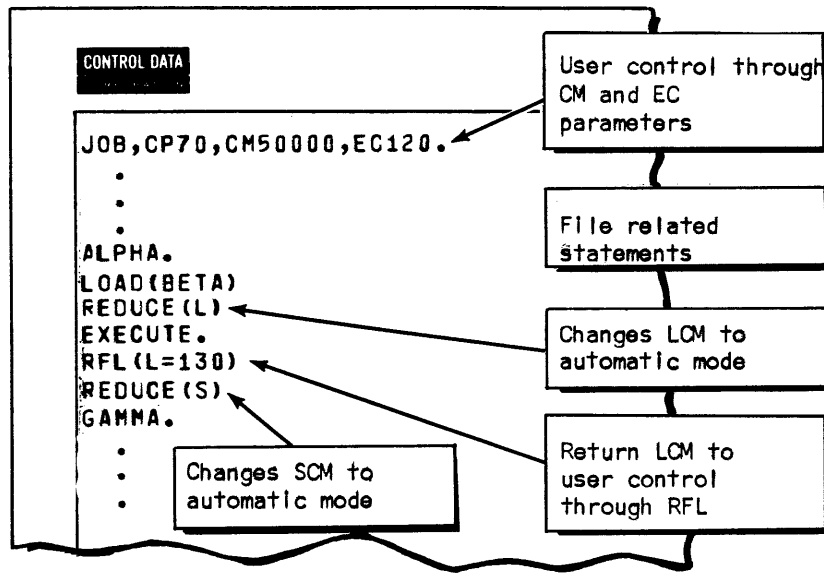 CONTROL DATA
JOB,CP70,CM50000,EC120.
.
.
.
ALPHA.
LOAD(BETA)
REDUCE(L)
EXECUTE.
RFL(L=130)
REDUCE(S)
GAMMA.
.
.
.
User control through
CM and EC
parameters
File related
statements
Changes LCM to
automatic mode
Return LCM to
user control
through RFL
Changes SCM to
automatic mode